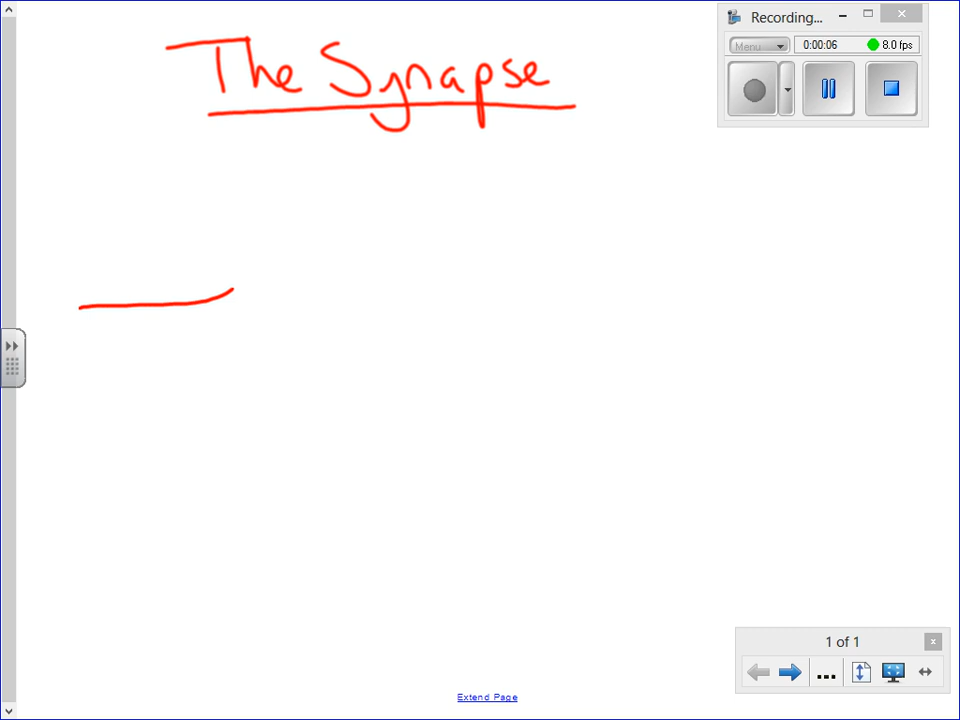 The Synapse
Recording...
Menu
0:00:06
8.0 fps
1 of 1
...
Extend Page